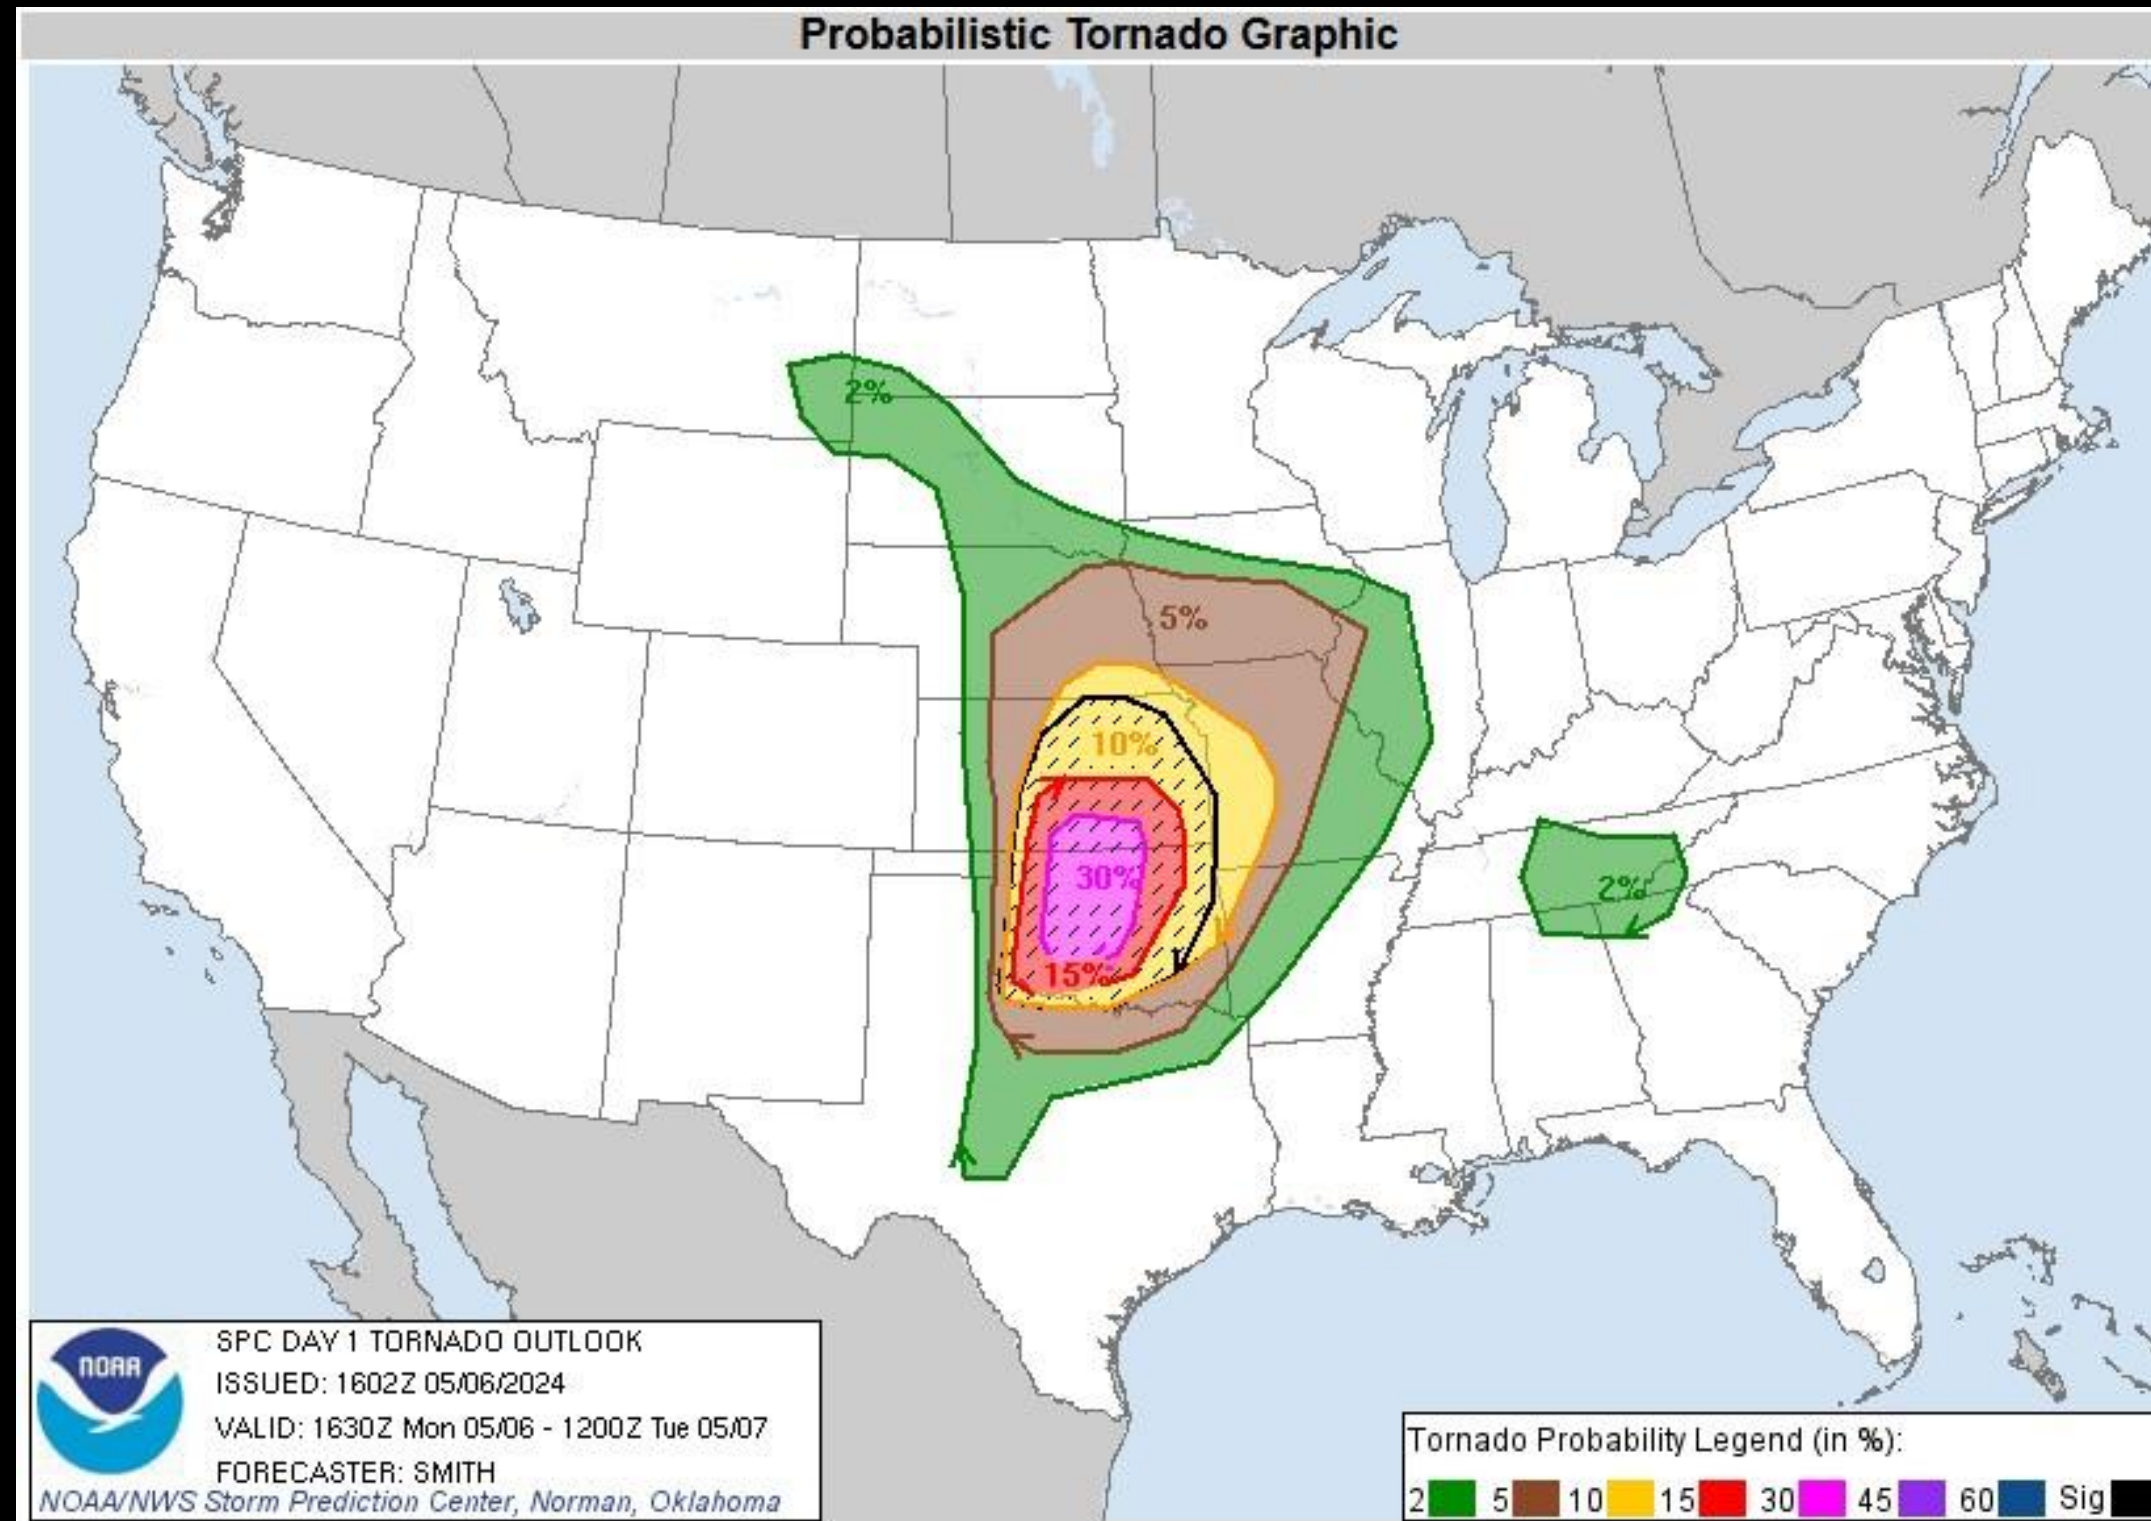 Probabilistic Tornado Graphic
2%
5%
10%
30%
2%
15%
NOAA
SPC DAY 1 TORNADO OUTLOOK
ISSUED: 1602Z 05/06/2024
VALID: 1630Z Mon 05/06 - 1200Z Tue 05/07
FORECASTER: SMITH
NOAA/NWS Storm Prediction Center, Norman, Oklahoma
Tornado Probability Legend (in %):
2 5 10 15 30 45 60 Sig